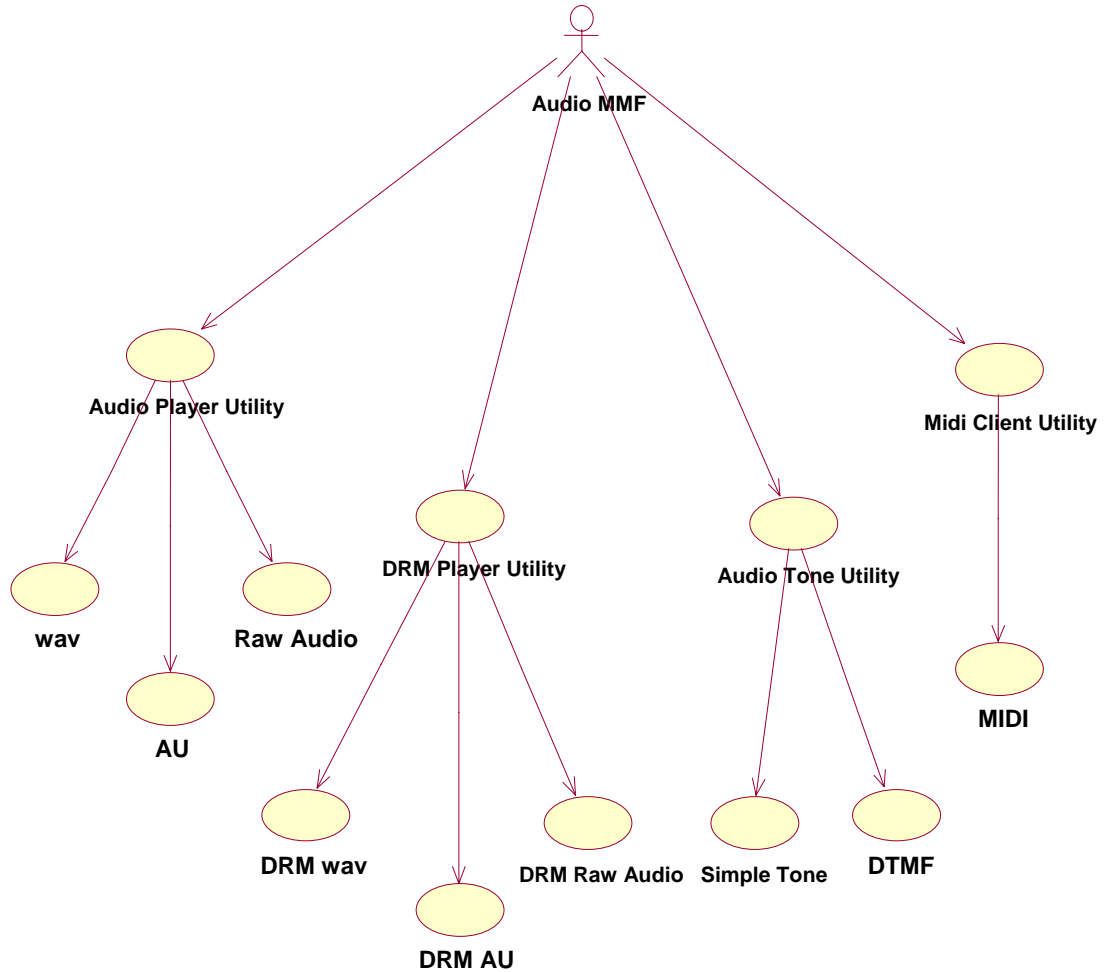 Audio MMF
Audio Player Utility
Midi Client Utility
DRM Player Utility
Audio Tone Utility
wav
Raw Audio
MIDI
AU
DRM wav
DRM Raw Audio
Simple Tone
DTMF
DRM AU